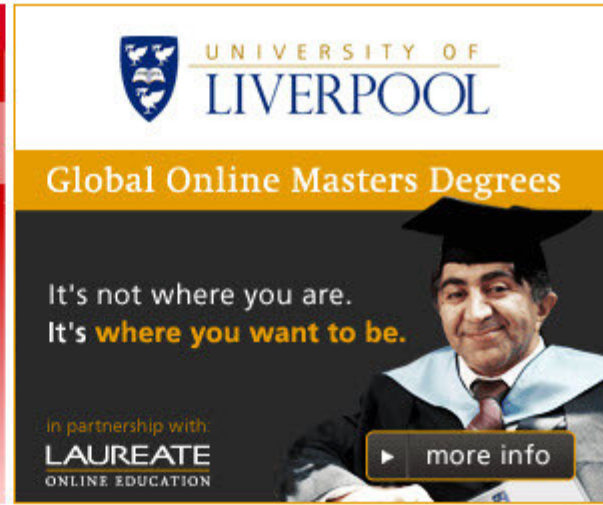 UNIVERSITY OF
LIVERPOOL
Global Online Masters Degrees
It's not where you are.
It's where you want to be.
in partnership with:
LAUREATE
ONLINE EDUCATION
more info